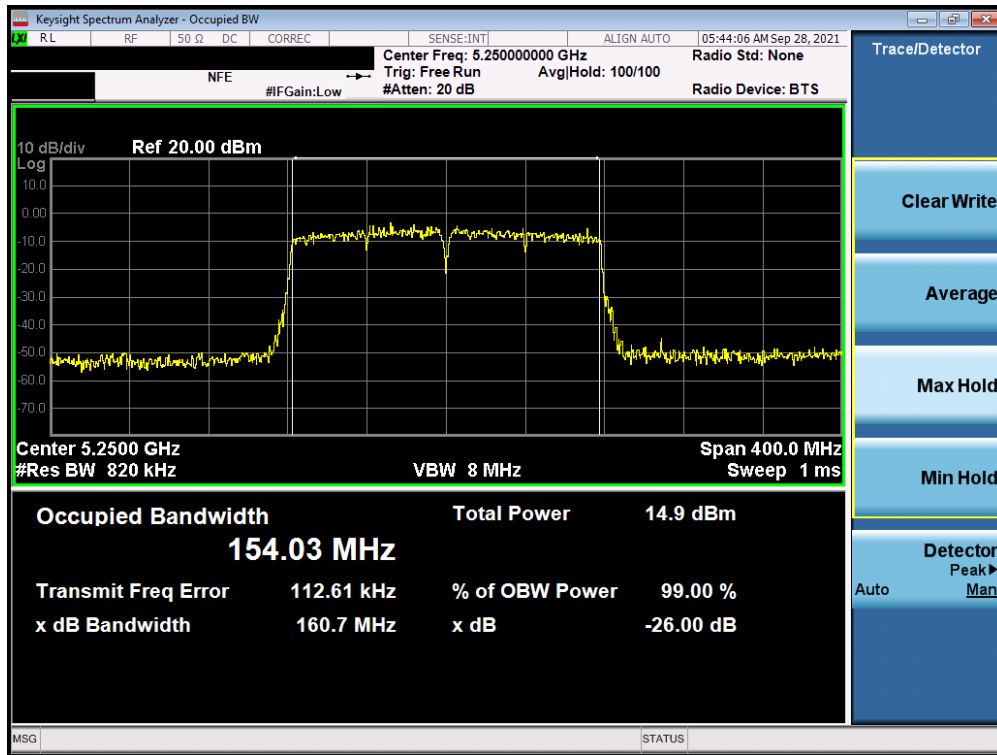 Keysight Spectrum Analyzer - Occupied BW
LXI RL RF 50 Ω DC CORREC SENSE:INT ALIGN AUTO 05:44:06 AM Sep 28, 2021
Center Freq: 5.250000000 GHz Radio Std: None
NFE Trig: Free Run Avg|Hold: 100/100
#IFGain:Low #Atten: 20 dB Radio Device: BTS
Trace/Detector
10 dB/div Ref 20.00 dBm
Log
10.0
0.00
-10.0
-20.0
-30.0
-40.0
-50.0
-60.0
-70.0
Center 5.2500 GHz Span 400.0 MHz
#Res BW 820 kHz VBW 8 MHz Sweep 1 ms
Occupied Bandwidth Total Power 14.9 dBm
154.03 MHz
Transmit Freq Error 112.61 kHz % of OBW Power 99.00 %
x dB Bandwidth 160.7 MHz x dB -26.00 dB
Clear Write
Average
Max Hold
Min Hold
Detector
Peak▶
Auto Man
MSG STATUS